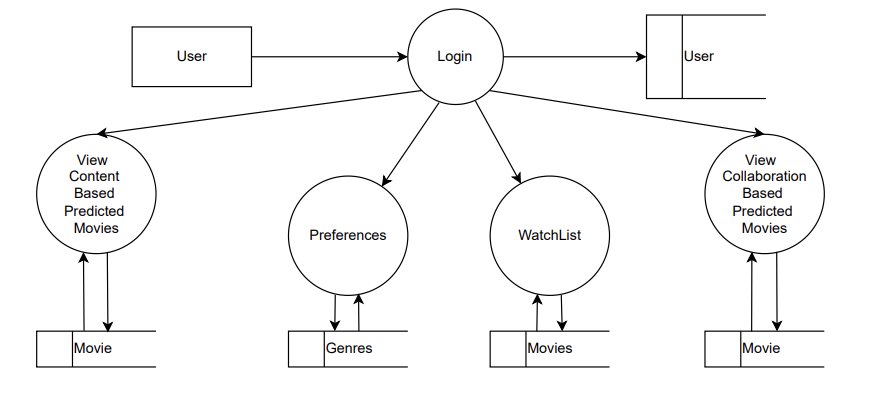 User
Login
User
View
Content
Based
Predicted
Movies
Preferences
WatchList
View
Collaboration
Based
Predicted
Movies
Movie
Genres
Movies
Movie